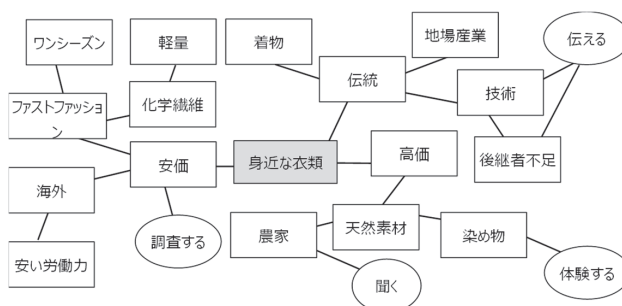 ワンシーズン
軽量
着物
地場産業
伝える
伝統
技術
ファストファッショ
ン
化学繊維
後継者不足
安価
身近な衣類
高価
海外
調査する
農家
天然素材
染め物
安い労働力
聞く
体験する